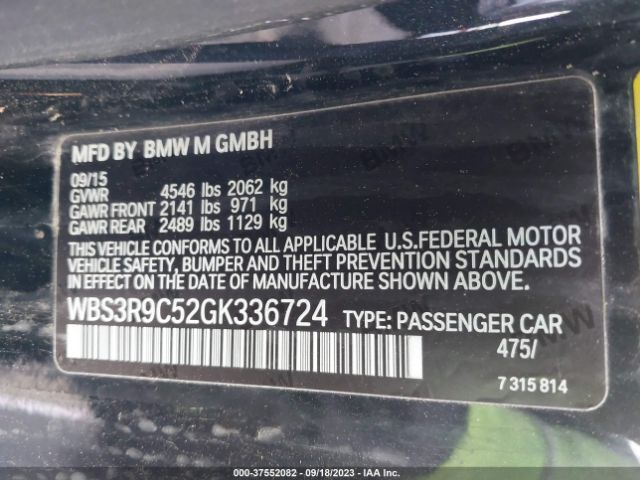 MFD BY BMW M GMBH
09/15
GVWR 4546 lbs 2062 kg
GAWR FRONT 2141 lbs 971 kg
GAWR REAR 2489 lbs 1129 kg
THIS VEHICLE CONFORMS TO ALL APPLICABLE U.S.FEDERAL MOTOR
VEHICLE SAFETY, BUMPER AND THEFT PREVENTION STANDARDS
IN EFFECT ON THE DATE OF MANUFACTURE SHOWN ABOVE.
WBS3R9C52GK336724 TYPE: PASSENGER CAR
475/
7 315 814
000-37552082 - 09/18/2023 - IAA Inc.